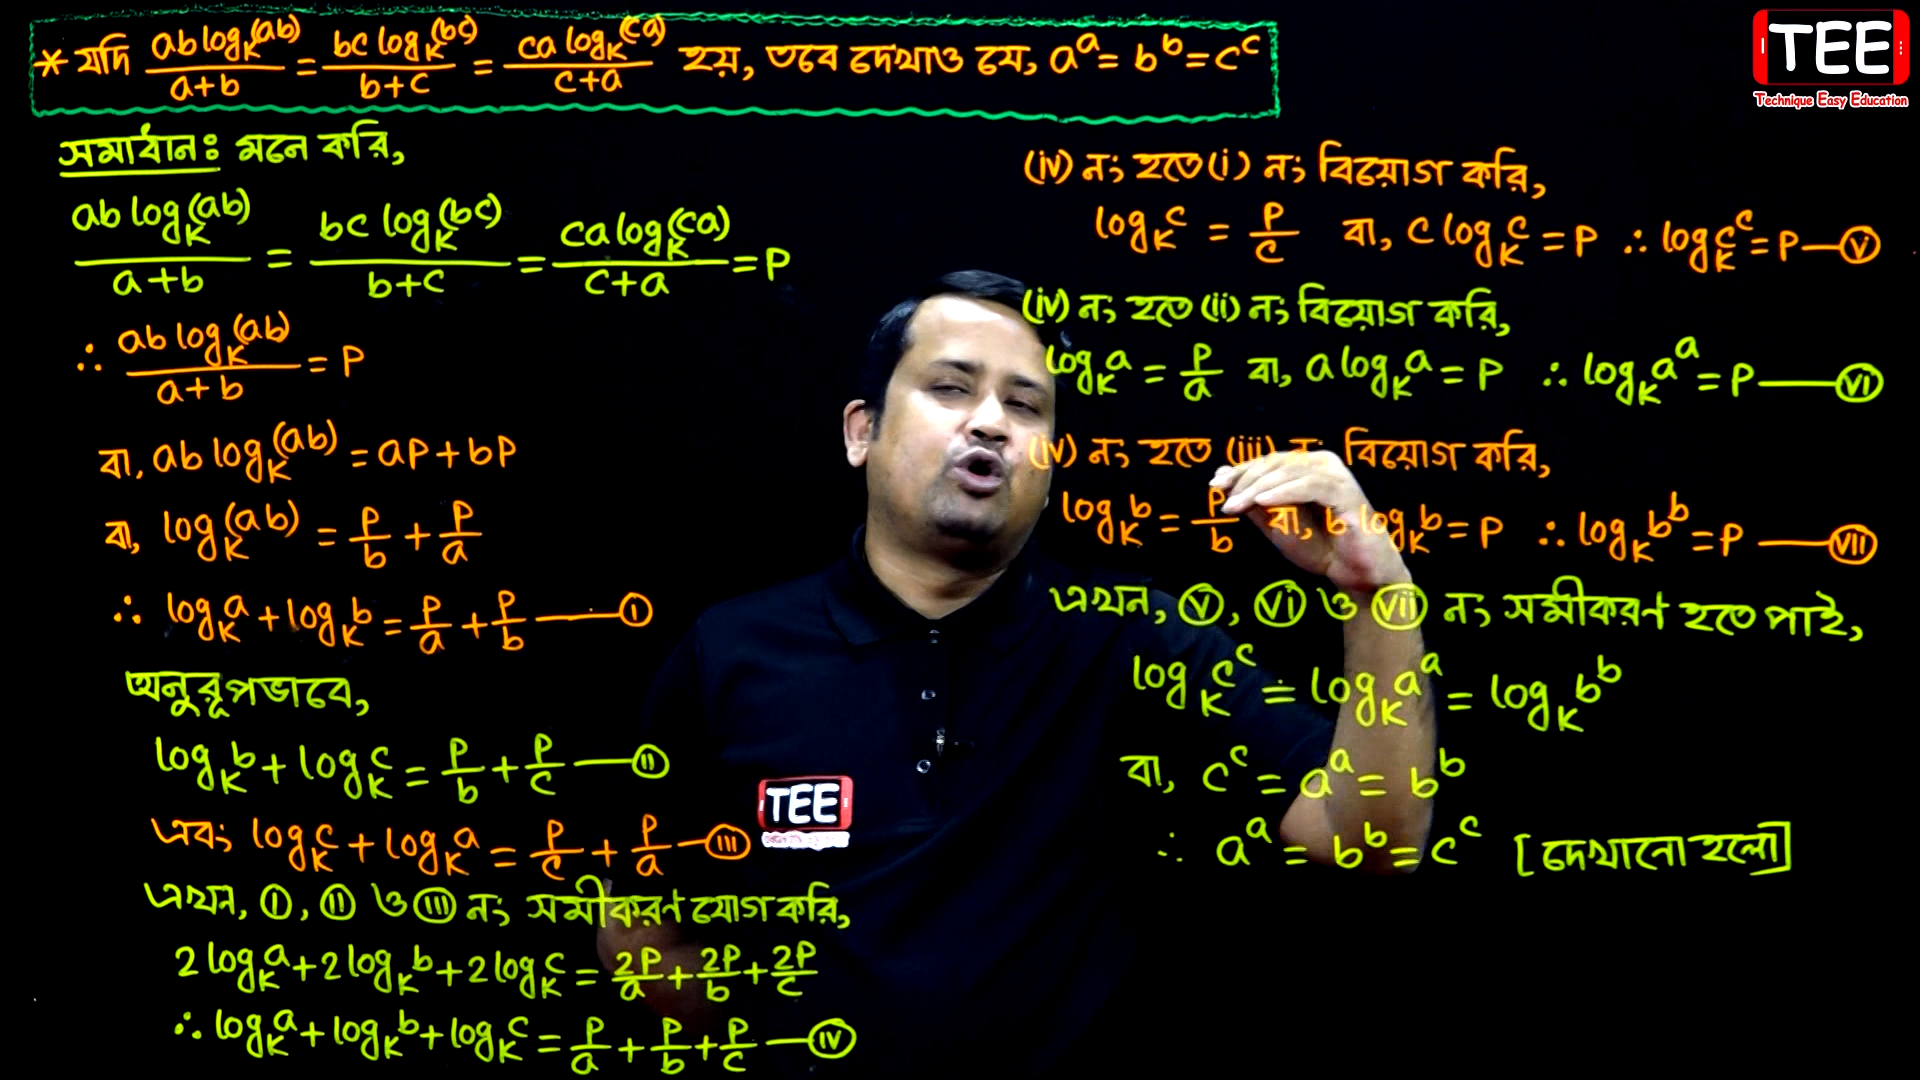 * যদি ab log_k(ab)/a+b = bc log_k(bc)/b+c = ca log_k(ca)/c+a হয়, তবে দেখাও যে, a^a = b^b = c^c
TEE
Technique Easy Education
সমাধানঃ মনে করি,
ab log_k(ab)/a+b = bc log_k(bc)/b+c = ca log_k(ca)/c+a = P
∴ ab log_k(ab)/a+b = P
বা, ab log_k(ab) = aP + bP
বা, log_k(ab) = P/b + P/a
∴ log_k a + log_k b = P/a + P/b — (i)
অনুরূপভাবে,
log_k b + log_k c = P/b + P/c — (ii)
এবং log_k c + log_k a = P/c + P/a — (iii)
এখন, (i), (ii) ও (iii) নং সমীকরণ যোগ করি,
2 log_k a + 2 log_k b + 2 log_k c = 2P/a + 2P/b + 2P/c
∴ log_k a + log_k b + log_k c = P/a + P/b + P/c — (iv)
(iv) নং হতে (i) নং বিয়োগ করি,
log_k c = P/c বা, c log_k c = P ∴ log_k c^c = P — (v)
(iv) নং হতে (ii) নং বিয়োগ করি,
log_k a = P/a বা, a log_k a = P ∴ log_k a^a = P — (vi)
(iv) নং হতে (iii) নং বিয়োগ করি,
log_k b = P/b বা, b log_k b = P ∴ log_k b^b = P — (vii)
এখন, (v), (vi) ও (vii) নং সমীকরণ হতে পাই,
log_k c^c = log_k a^a = log_k b^b
বা, c^c = a^a = b^b
∴ a^a = b^b = c^c [দেখানো হলো]
TEE